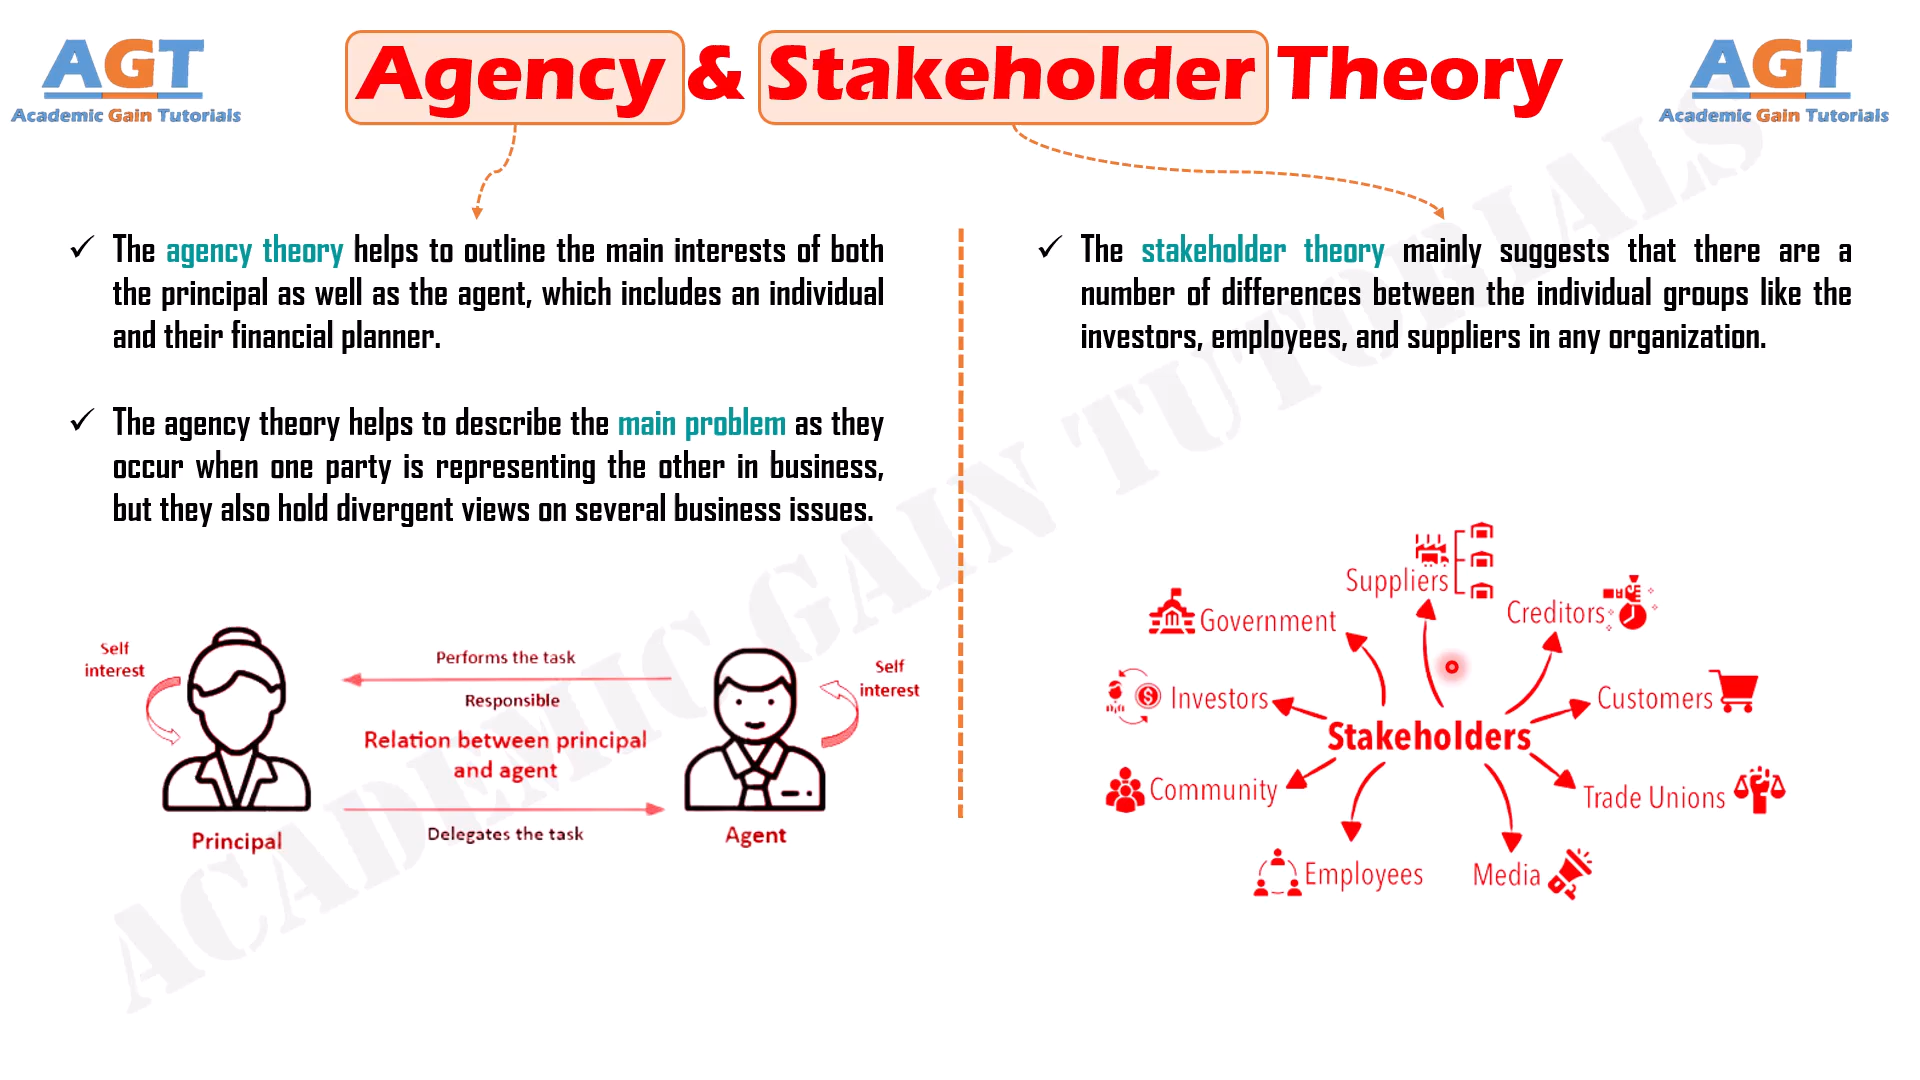 AGT
Academic Gain Tutorials
Agency & Stakeholder Theory
AGT
Academic Gain Tutorials
The agency theory helps to outline the main interests of both
the principal as well as the agent, which includes an individual
and their financial planner.
The agency theory helps to describe the main problem as they
occur when one party is representing the other in business,
but they also hold divergent views on several business issues.
Self
interest
Performs the task
Responsible
Relation between principal
and agent
Delegates the task
Self
interest
Principal
Agent
The stakeholder theory mainly suggests that there are a
number of differences between the individual groups like the
investors, employees, and suppliers in any organization.
Suppliers
Government
Creditors
Investors
Customers
Stakeholders
Community
Trade Unions
Employees
Media
ACADEMIC GAIN TUTORIALS